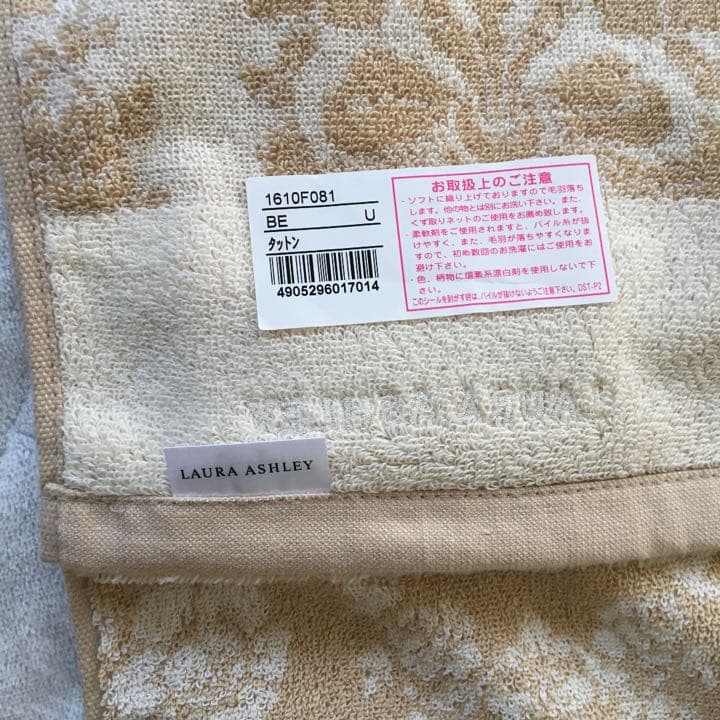 1610F081
BE U
タットン
4905296017014
お取扱上のご注意
・ソフトに織り上げておりますので毛羽落ち
します。他の物とは別にお洗い下さい。また、
くず取りネットのご使用をお薦め致します。
・柔軟剤をご使用されますと、パイル糸が抜
けやすく、また、毛羽が落ちやすくなりま
すので、初め数回のお洗濯にはご使用をお
避け下さい。
・色、柄物に塩素系漂白剤を使用しないで下
さい。
このシールを剥がす時は、パイルが抜けないようご注意下さい。DST-P2
LAURA ASHLEY